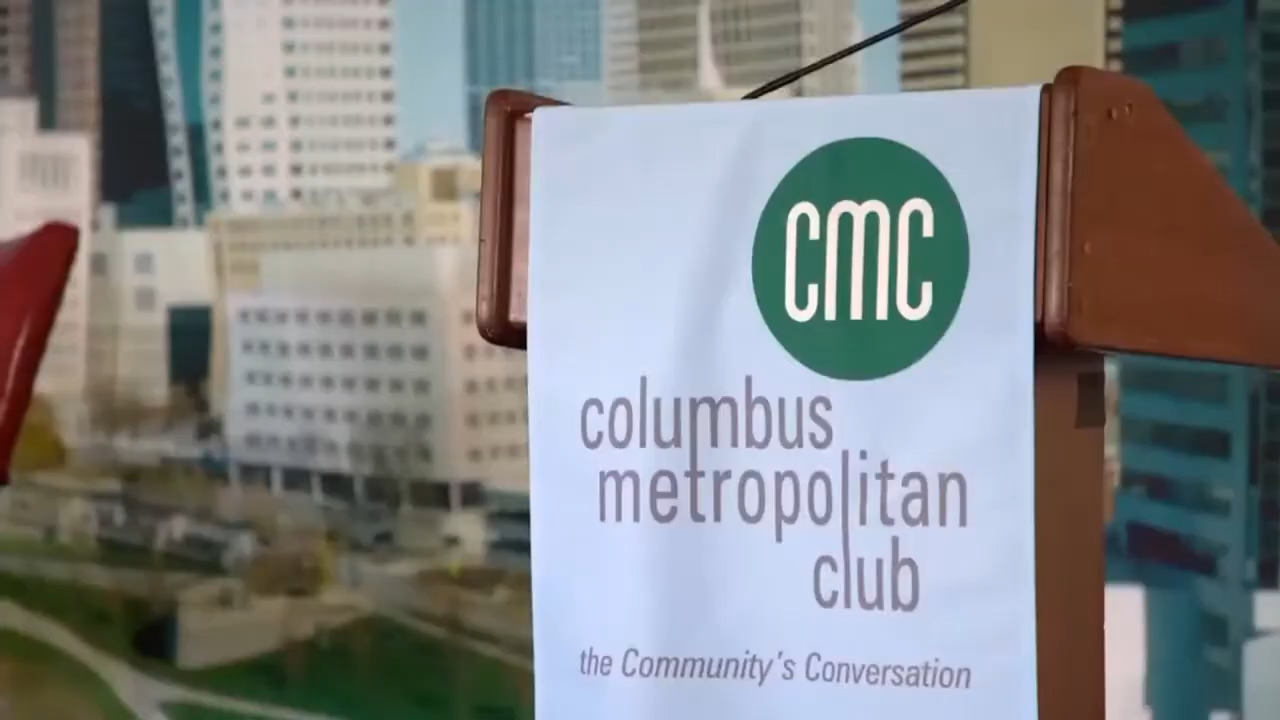 cmc
columbus
metropolitan
club
the Community's Conversation